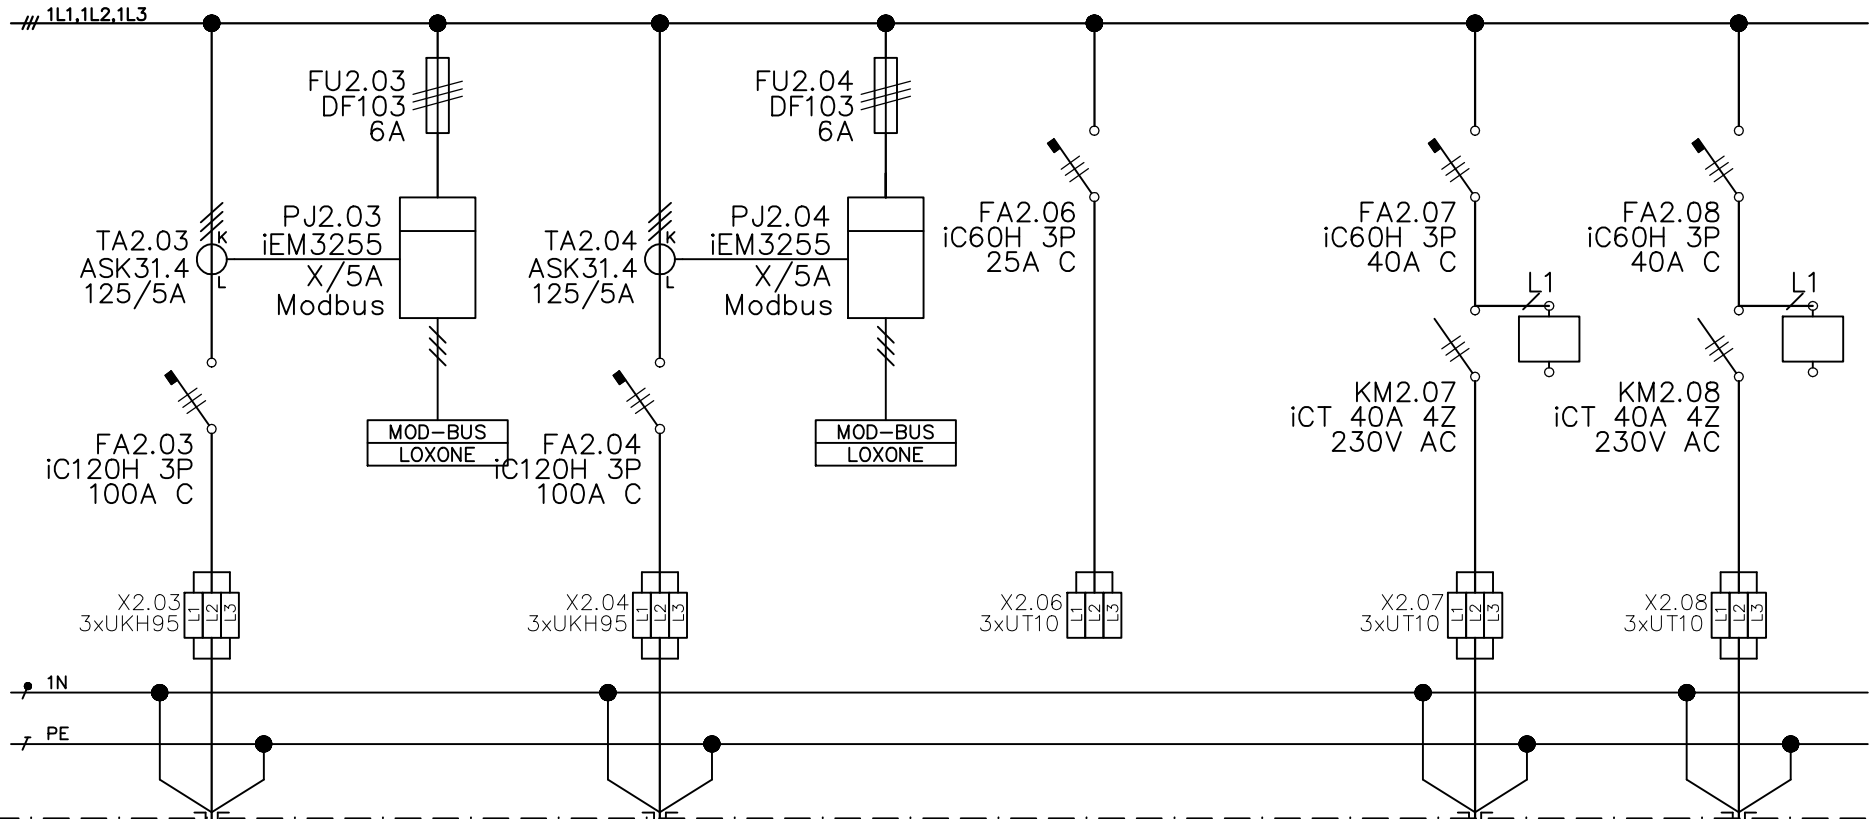 1L1,1L2,1L3
FU2.03
DF103
6A
FU2.04
DF103
6A
TA2.03
ASK31.4
125/5A
K
L
PJ2.03
iEM3255
X/5A
Modbus
TA2.04
ASK31.4
125/5A
K
L
PJ2.04
iEM3255
X/5A
Modbus
FA2.06
iC60H 3P
25A C
FA2.07
iC60H 3P
40A C
FA2.08
iC60H 3P
40A C
L1
L1
FA2.03
iC120H 3P
100A C
MOD-BUS
LOXONE
FA2.04
iC120H 3P
100A C
MOD-BUS
LOXONE
KM2.07
iCT 40A 4Z
230V AC
KM2.08
iCT 40A 4Z
230V AC
X2.03
3xUKH95
L1 L2 L3
X2.04
3xUKH95
L1 L2 L3
X2.06
3xUT10
L1 L2 L3
X2.07
3xUT10
L1 L2 L3
X2.08
3xUT10
L1 L2 L3
1N
PE